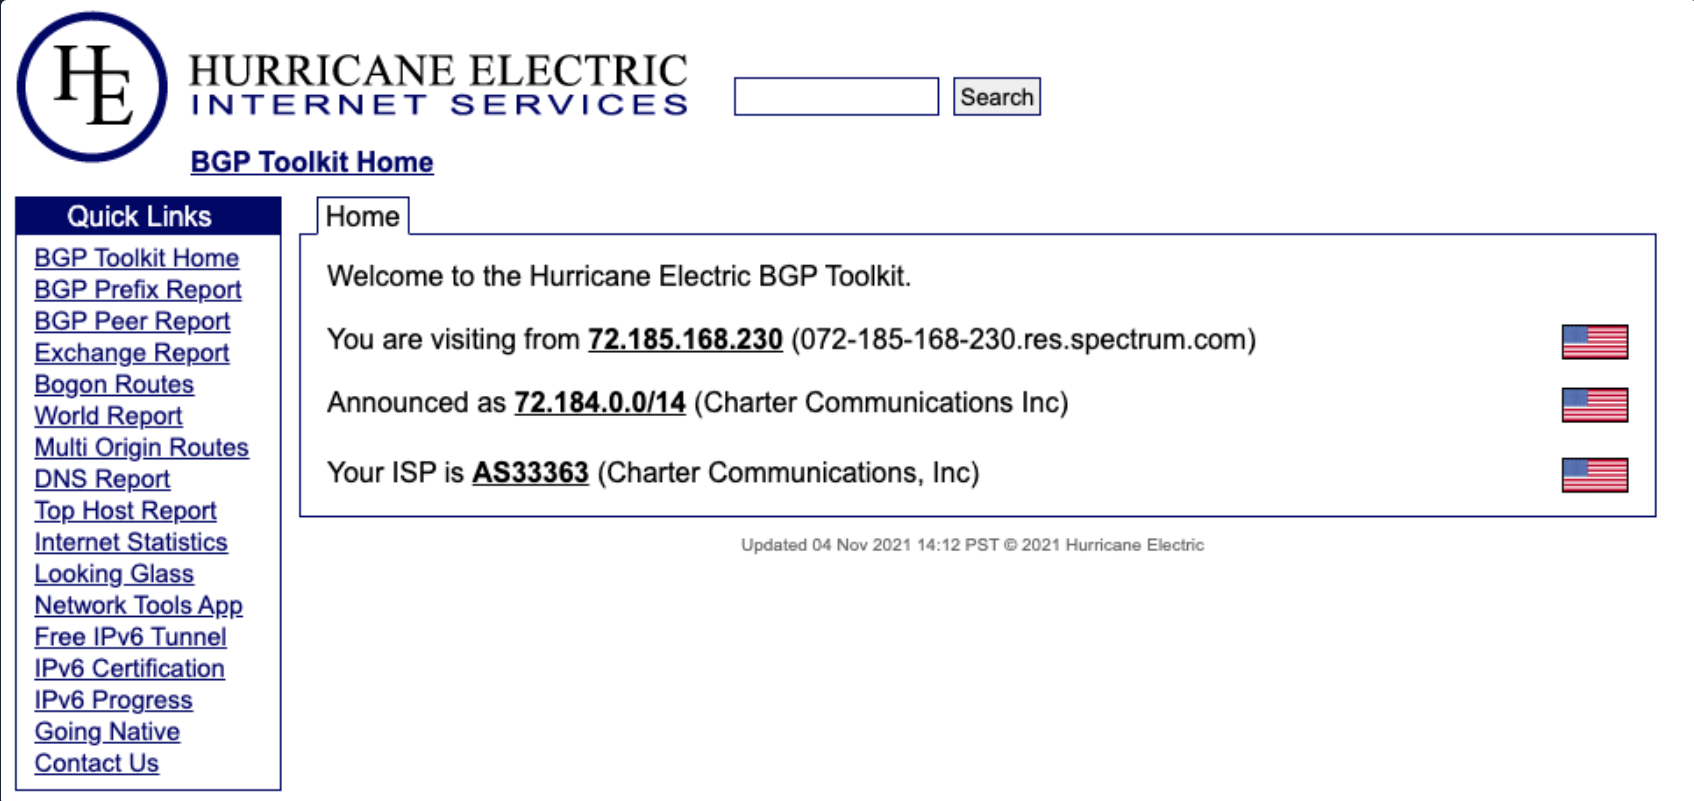 HE
HURRICANE ELECTRIC
INTERNET SERVICES
Search
BGP Toolkit Home
Quick Links
BGP Toolkit Home
BGP Prefix Report
BGP Peer Report
Exchange Report
Bogon Routes
World Report
Multi Origin Routes
DNS Report
Top Host Report
Internet Statistics
Looking Glass
Network Tools App
Free IPv6 Tunnel
IPv6 Certification
IPv6 Progress
Going Native
Contact Us
Home
Welcome to the Hurricane Electric BGP Toolkit.
You are visiting from 72.185.168.230 (072-185-168-230.res.spectrum.com)
Announced as 72.184.0.0/14 (Charter Communications Inc)
Your ISP is AS33363 (Charter Communications, Inc)
Updated 04 Nov 2021 14:12 PST © 2021 Hurricane Electric